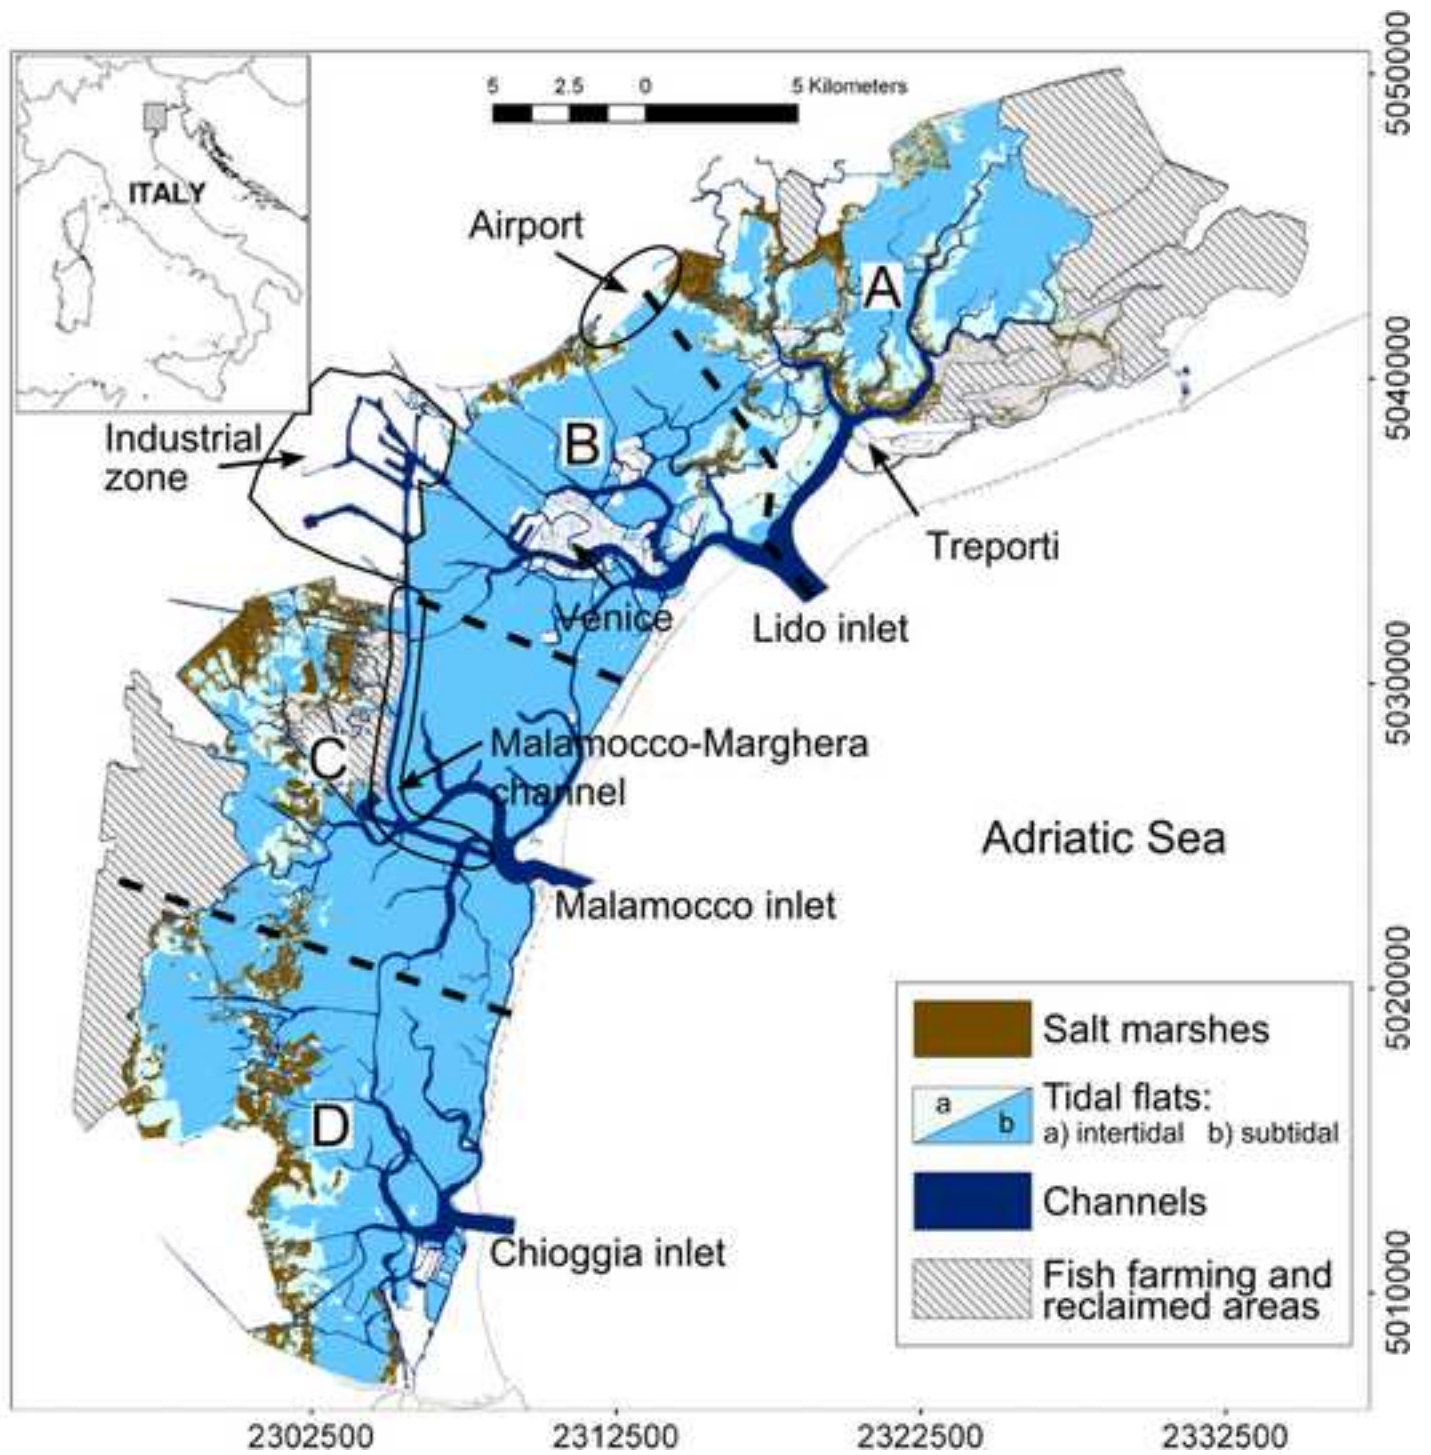 5 2.5 0 5 Kilometers
ITALY
Airport
A
B
Industrial
zone
Treporti
Venice
Lido inlet
C
Malamocco-Marghera
channel
Adriatic Sea
Malamocco inlet
D
Chioggia inlet
Salt marshes
a
b
Tidal flats:
a) intertidal b) subtidal
Channels
Fish farming and
reclaimed areas
5050000
5040000
5030000
5020000
5010000
2302500 2312500 2322500 2332500